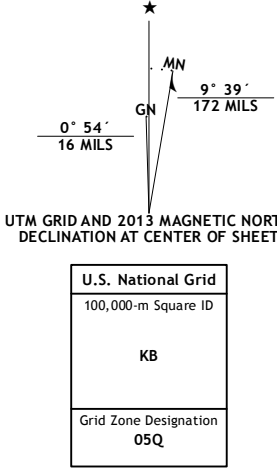 ★
MN
GN
9° 39´
172 MILS
0° 54´
16 MILS
UTM GRID AND 2013 MAGNETIC NORT
DECLINATION AT CENTER OF SHEET
U.S. National Grid
100,000-m Square ID
KB
Grid Zone Designation
05Q